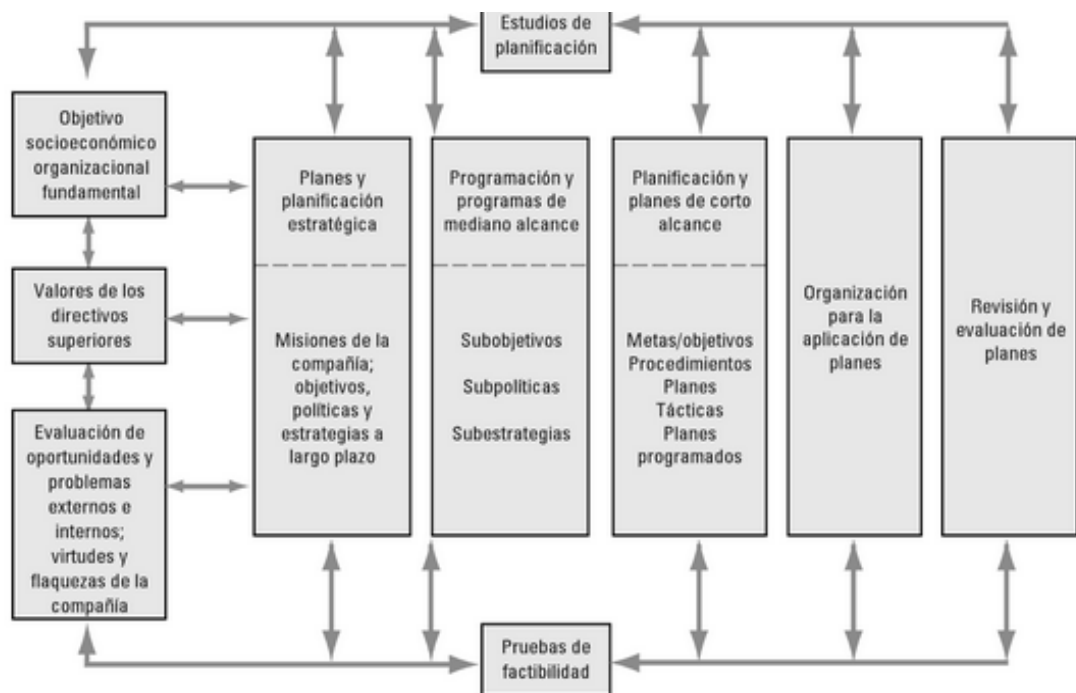 Estudios de
planificación
Objetivo
socioeconómico
organizacional
fundamental
Valores de los
directivos
superiores
Evaluación de
oportunidades y
problemas
externos e
internos;
virtudes y
flaquezas de la
compañía
Planes y
planificación
estratégica
Misiones de la
compañía;
objetivos,
políticas y
estrategias a
largo plazo
Programación y
programas de
mediano alcance
Subobjetivos
Subpolíticas
Subestrategias
Planificación y
planes de corto
alcance
Metas/objetivos
Procedimientos
Planes
Tácticas
Planes
programados
Organización
para la
aplicación de
planes
Revisión y
evaluación de
planes
Pruebas de
factibilidad